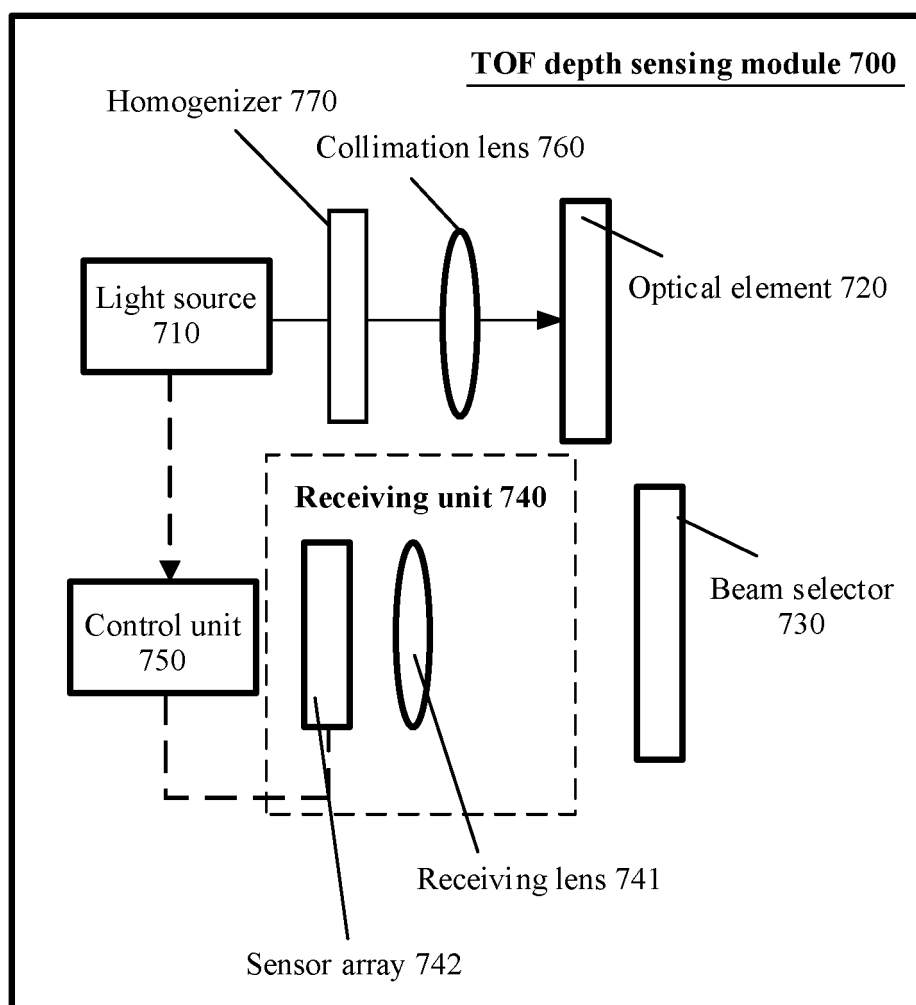 TOF depth sensing module 700
Homogenizer 770
Collimation lens 760
Light source
710
Optical element 720
Receiving unit 740
Control unit
750
Beam selector
730
Receiving lens 741
Sensor array 742